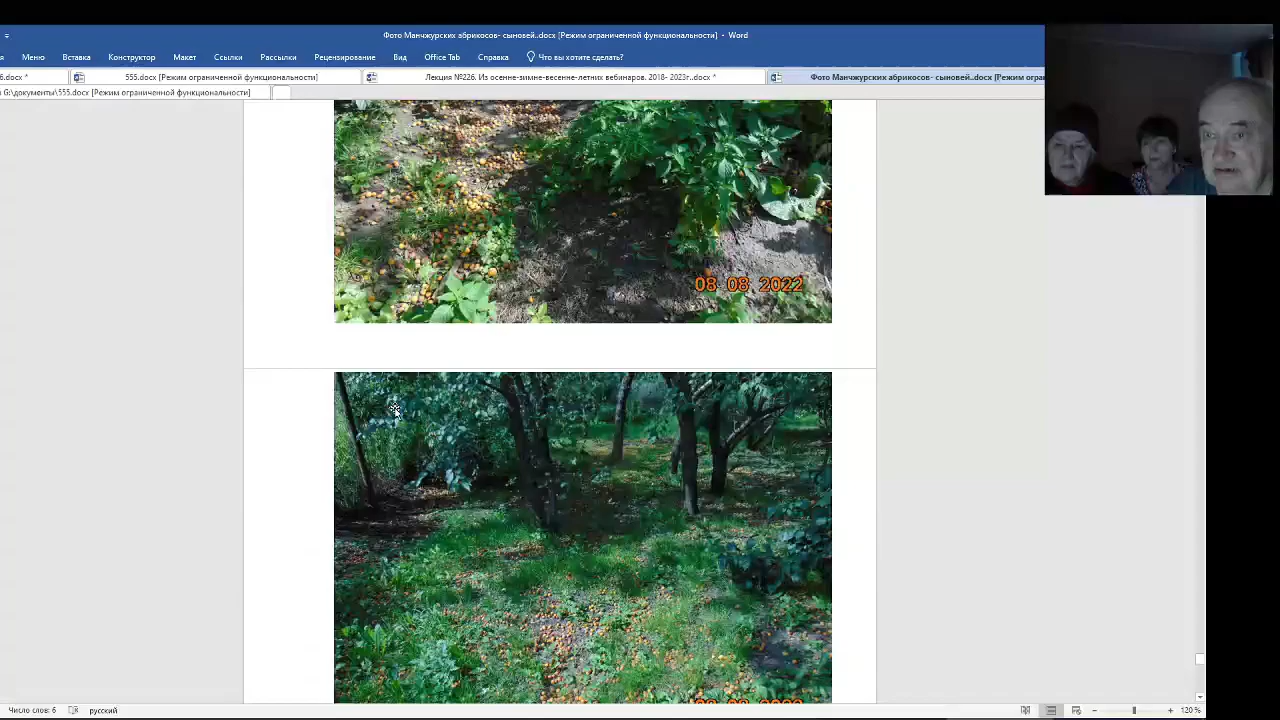 Фото Манчжурских абрикосов- сыновей..docx [Режим ограниченной функциональности] - Word
Меню Вставка Конструктор Макет Ссылки Рассылки Рецензирование Вид Office Tab Справка Что вы хотите сделать?
6.docx * 555.docx [Режим ограниченной функциональности] Лекция №226. Из осенне-зимне-весенне-летних вебинаров. 2018- 2023г..docx * Фото Манчжурских абрикосов- сыновей..docx [Режим огран
G:\документы\555.docx [Режим ограниченной функциональности]
08 08 2022
Число слов: 6 русский 120 %